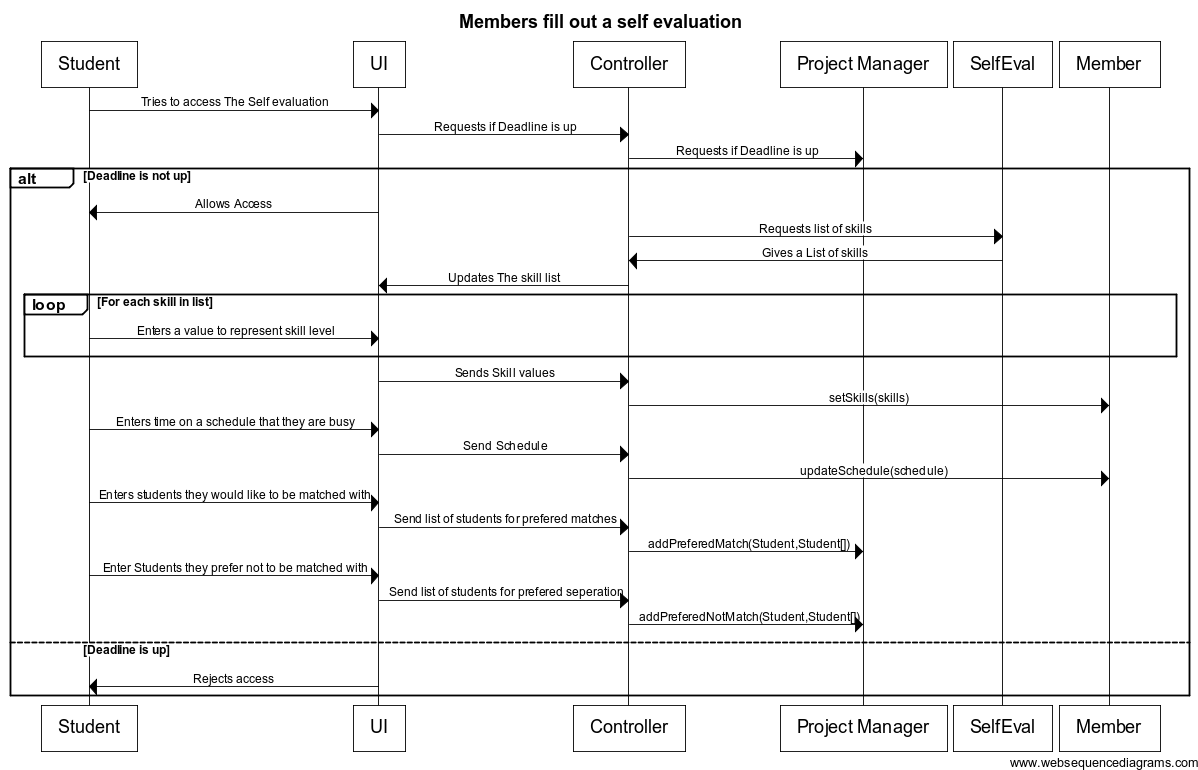 Members fill out a self evaluation
Student
UI
Controller
Project Manager
SelfEval
Member
Tries to access The Self evaluation
Requests if Deadline is up
Requests if Deadline is up
alt
[Deadline is not up]
Allows Access
Requests list of skills
Gives a List of skills
Updates The skill list
loop
[For each skill in list]
Enters a value to represent skill level
Sends Skill values
setSkills(skills)
Enters time on a schedule that they are busy
Send Schedule
updateSchedule(schedule)
Enters students they would like to be matched with
Send list of students for prefered matches
addPreferedMatch(Student,Student[])
Enter Students they prefer not to be matched with
Send list of students for prefered seperation
addPreferedNotMatch(Student,Student[])
[Deadline is up]
Rejects access
Student
UI
Controller
Project Manager
SelfEval
Member
www.websequencediagrams.com